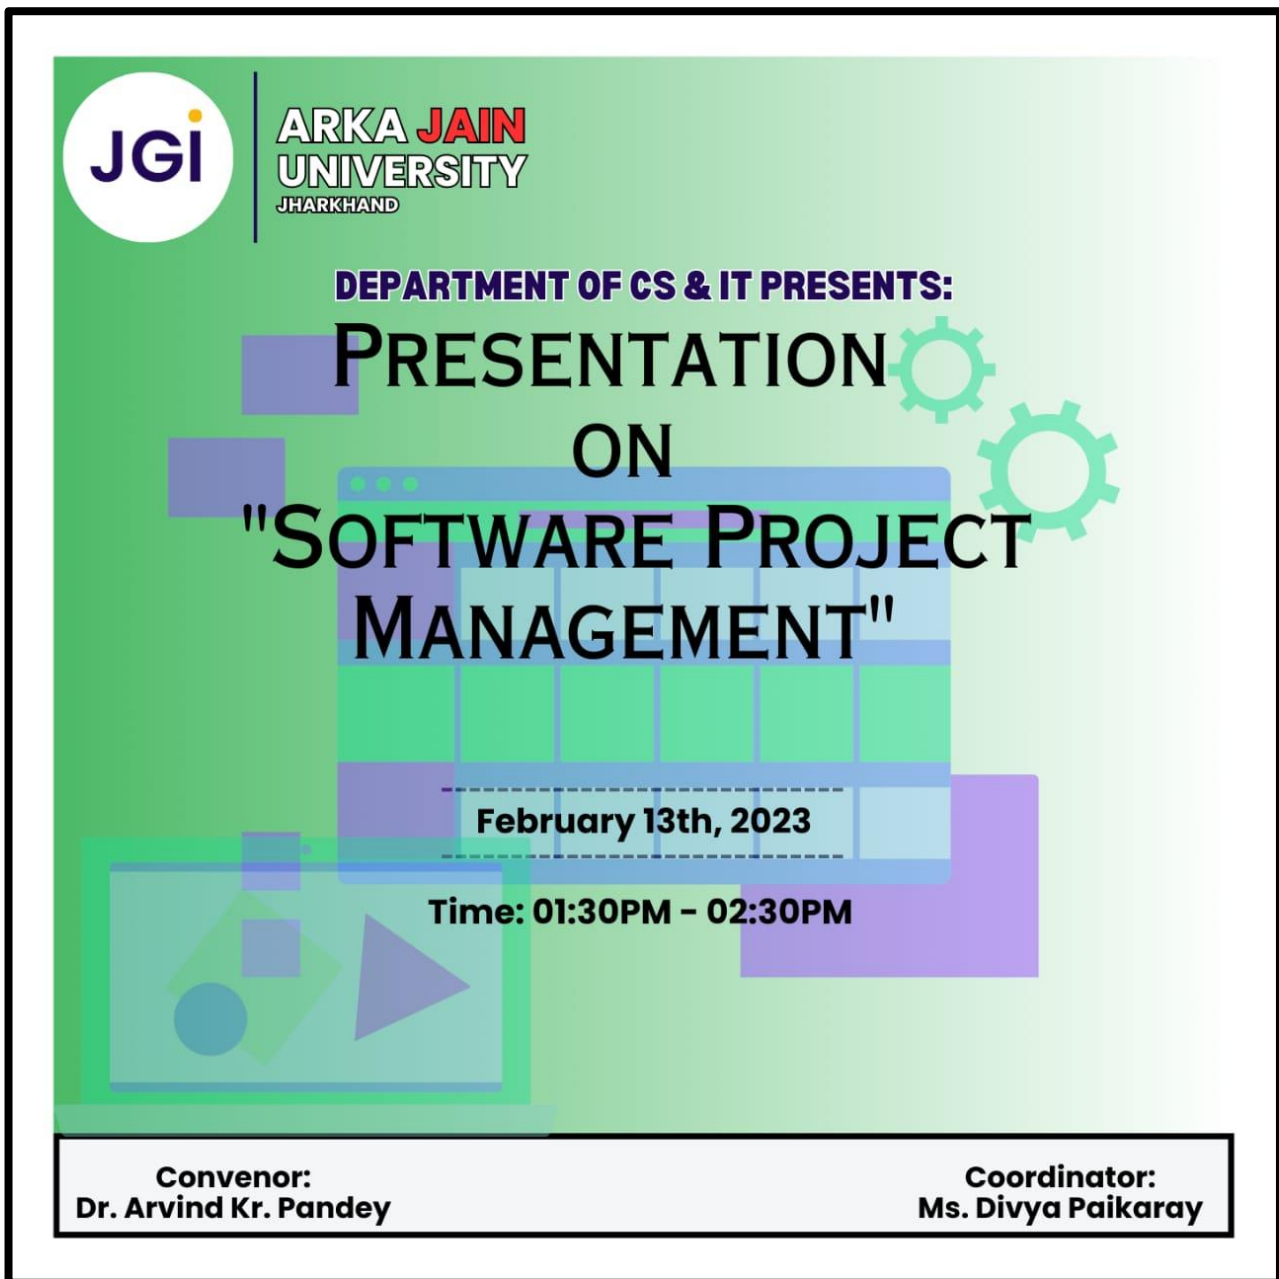 JGi
ARKA JAIN
UNIVERSITY
JHARKHAND
DEPARTMENT OF CS & IT PRESENTS:
PRESENTATION
ON
"SOFTWARE PROJECT
MANAGEMENT"
February 13th, 2023
Time: 01:30PM - 02:30PM
Convenor:
Dr. Arvind Kr. Pandey
Coordinator:
Ms. Divya Paikaray